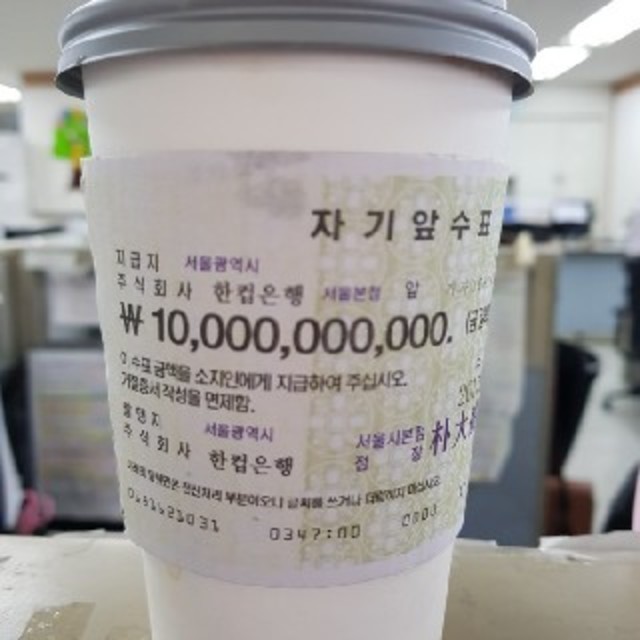 자기앞수표
지급지 서울광역시
주식회사 한컵은행 서울본점 앞
₩10,000,000,000.
이 수표 금액을 소지인에게 지급하여 주십시오.
거절증서 작성을 면제함.
발행지 서울광역시
주식회사 한컵은행
서울시본점
점 장 朴大
0347:00